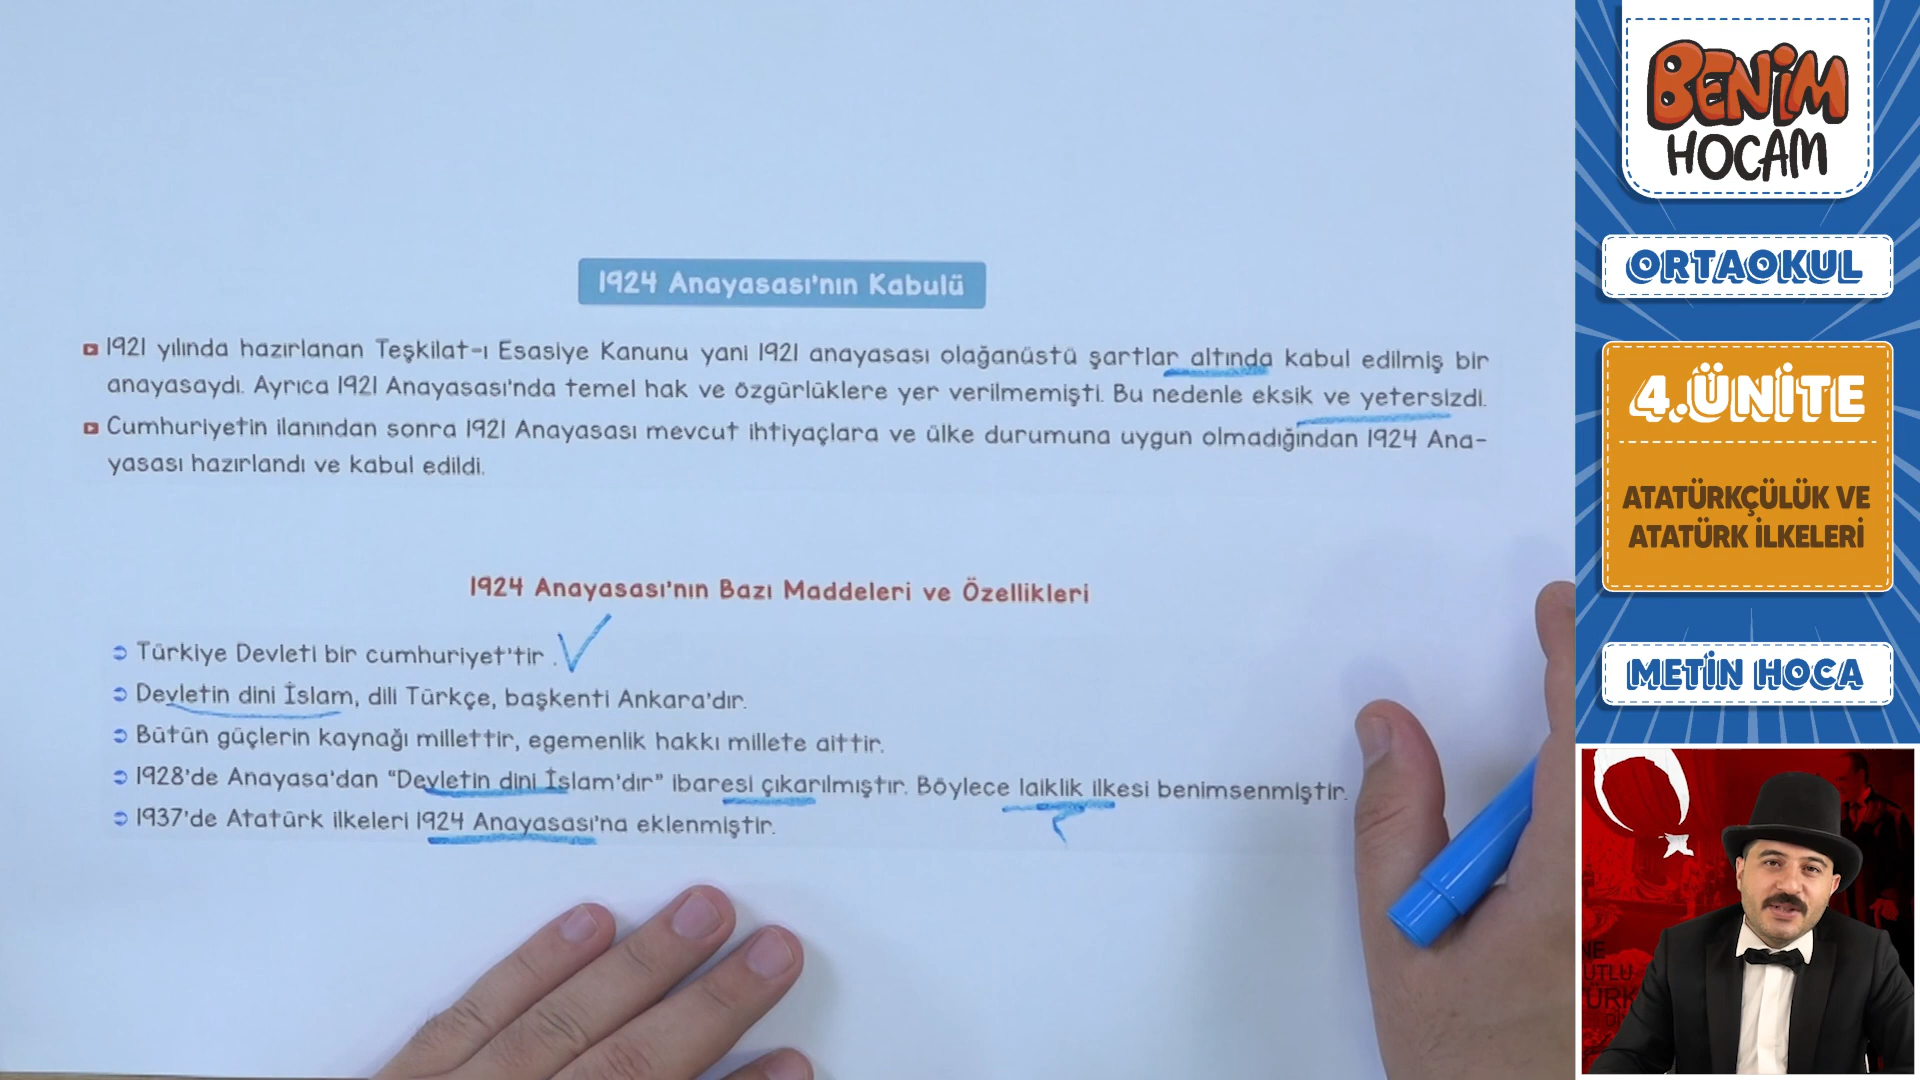 1924 Anayasası'nın Kabulü
1921 yılında hazırlanan Teşkilat-ı Esasiye Kanunu yani 1921 anayasası olağanüstü şartlar altında kabul edilmiş bir
anayasaydı. Ayrıca 1921 Anayasası'nda temel hak ve özgürlüklere yer verilmemişti. Bu nedenle eksik ve yetersizdi.
Cumhuriyetin ilanından sonra 1921 Anayasası mevcut ihtiyaçlara ve ülke durumuna uygun olmadığından 1924 Ana-
yasası hazırlandı ve kabul edildi.
1924 Anayasası'nın Bazı Maddeleri ve Özellikleri
Türkiye Devleti bir cumhuriyet'tir .
Devletin dini İslam, dili Türkçe, başkenti Ankara'dır.
Bütün güçlerin kaynağı millettir, egemenlik hakkı millete aittir.
1928'de Anayasa'dan "Devletin dini İslam'dır" ibaresi çıkarılmıştır. Böylece laiklik ilkesi benimsenmiştir.
1937'de Atatürk ilkeleri 1924 Anayasası'na eklenmiştir.
BENİM
HOCAM
ORTAOKUL
4.ÜNİTE
ATATÜRKÇÜLÜK VE
ATATÜRK İLKELERİ
METİN HOCA